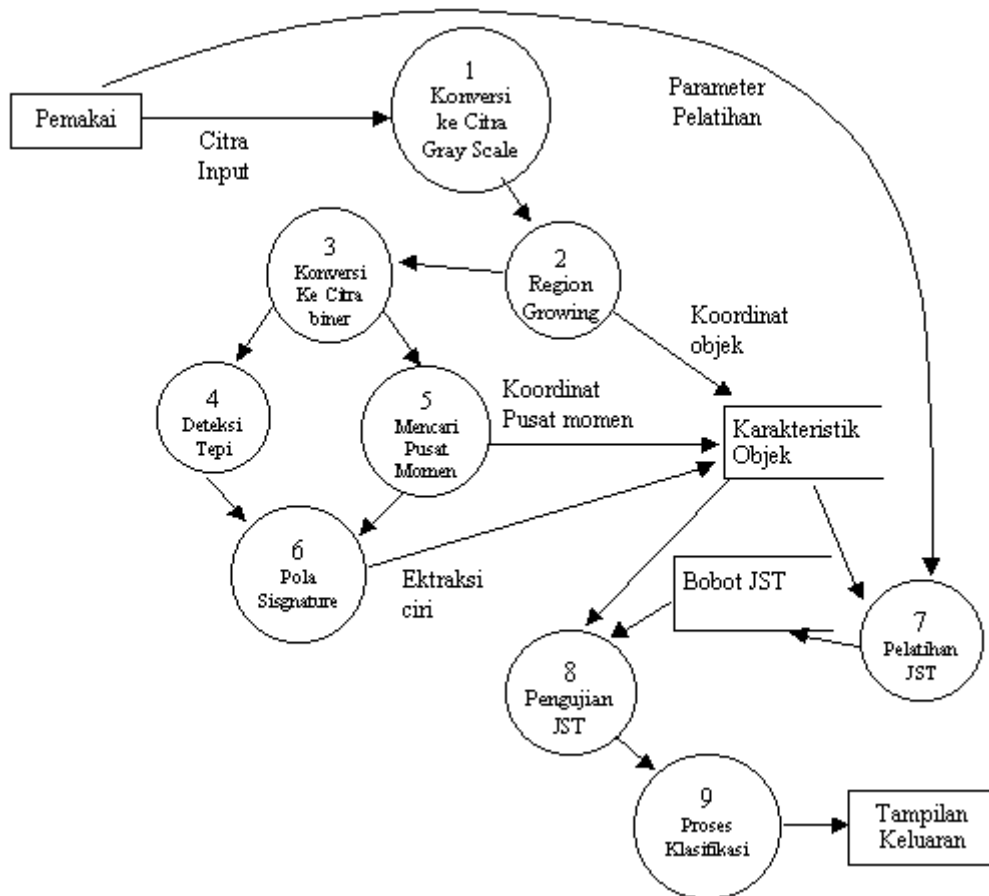 1
Konversi
ke Citra
Gray Scale
Parameter
Pelatihan
Pemakai
Citra
Input
2
Region
Growing
3
Konversi
Ke Citra
biner
Koordinat
objek
4
Deteksi
Tepi
5
Mencari
Pusat
Momen
Koordinat
Pusat momen
Karakteristik
Objek
6
Pola
Sisgnature
Ektraksi
ciri
Bobot JST
7
Pelatihan
JST
8
Pengujian
JST
9
Proses
Klasifikasi
Tampilan
Keluaran